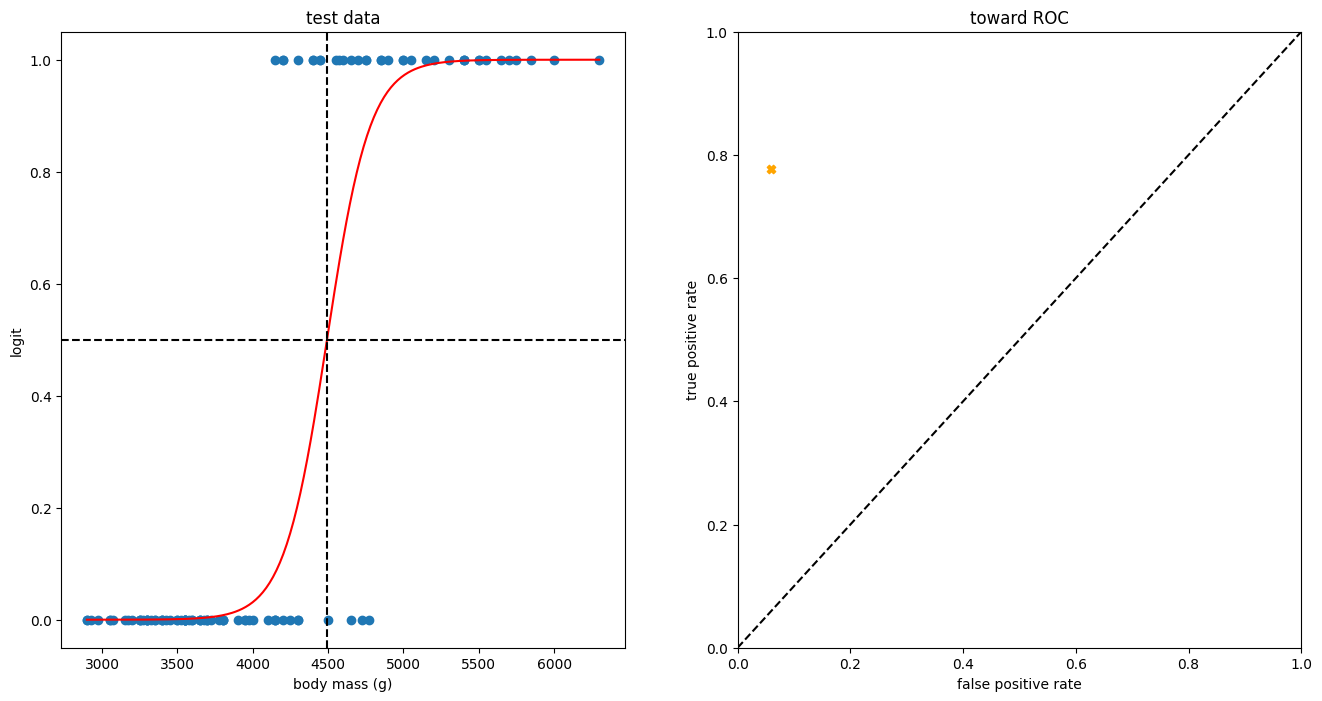 test data
1.0
0.8
0.6
0.4
0.2
0.0
logit
3000 3500 4000 4500 5000 5500 6000
body mass (g)
toward ROC
1.0
0.8
0.6
0.4
0.2
0.0
true positive rate
0.0 0.2 0.4 0.6 0.8 1.0
false positive rate